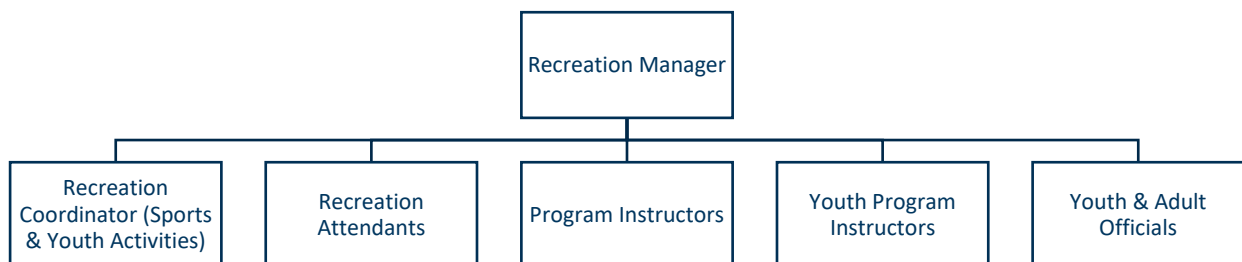 Recreation Manager
Recreation
Coordinator (Sports
& Youth Activities)
Recreation
Attendants
Program Instructors
Youth Program
Instructors
Youth & Adult
Officials